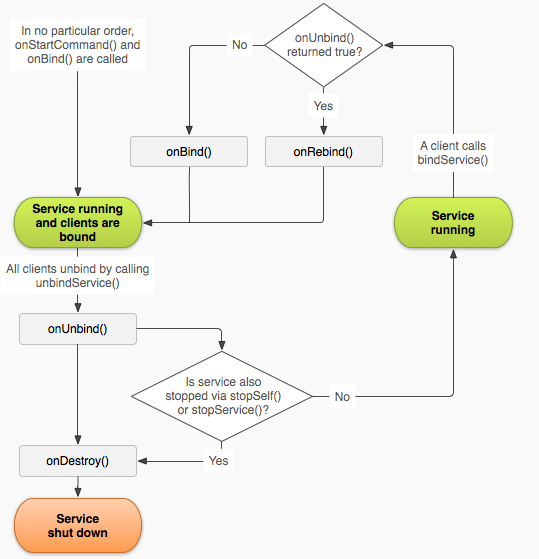 In no particular order,
onStartCommand() and
onBind() are called
No
onUnbind()
returned true?
Yes
onBind()
onRebind()
A client calls
bindService()
Service running
and clients are
bound
Service
running
All clients unbind by calling
unbindService()
onUnbind()
Is service also
stopped via stopSelf()
or stopService()?
No
Yes
onDestroy()
Service
shut down